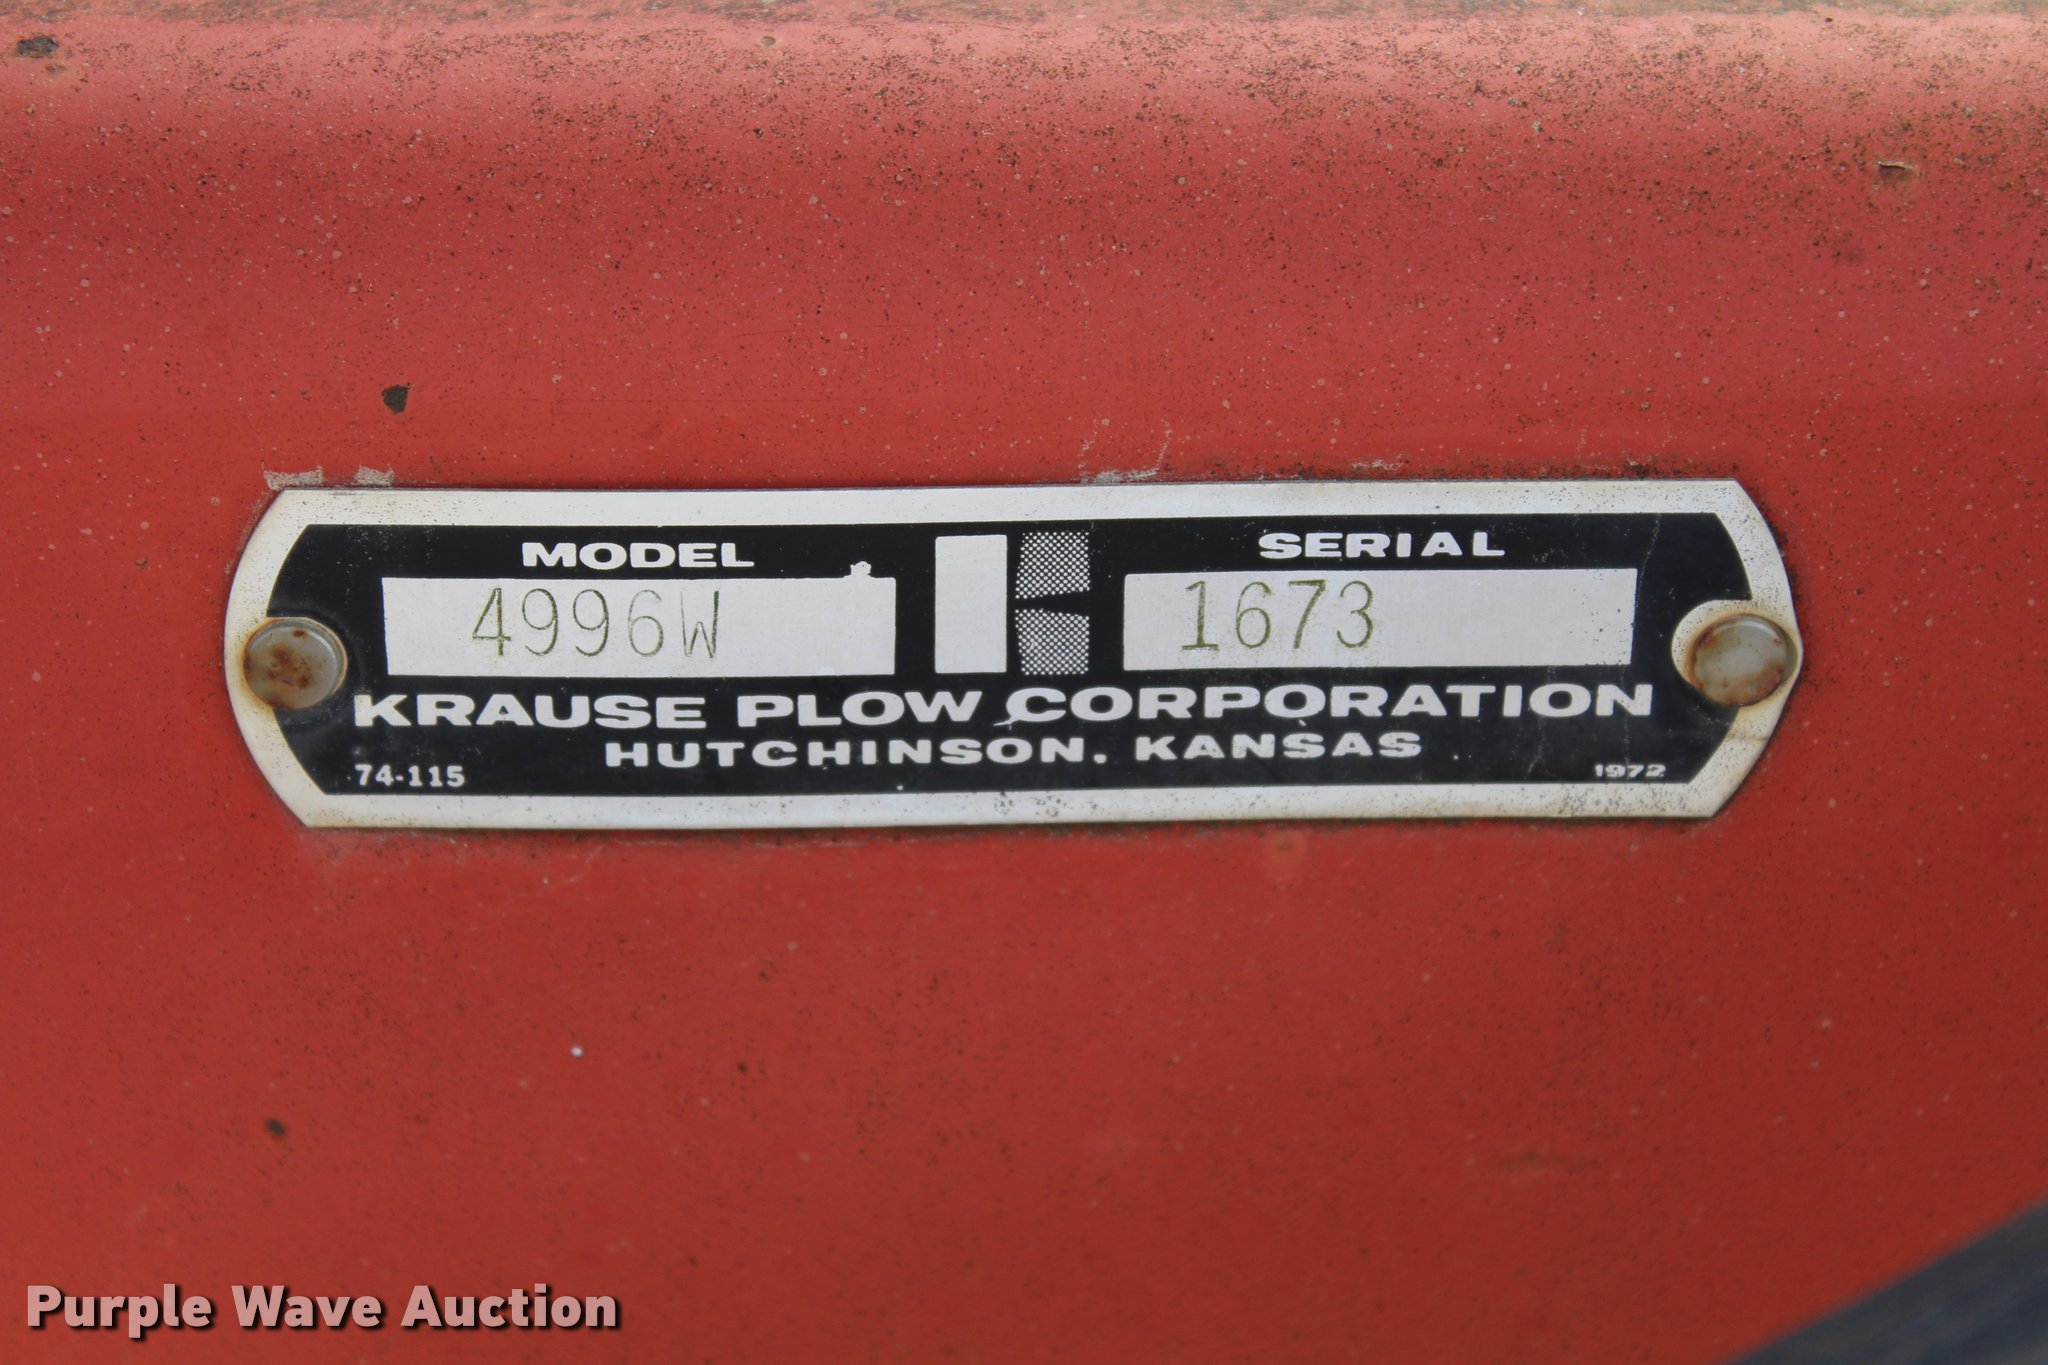 MODEL SERIAL
4996W 1673
KRAUSE PLOW CORPORATION
HUTCHINSON, KANSAS
74-115 1972
Purple Wave Auction